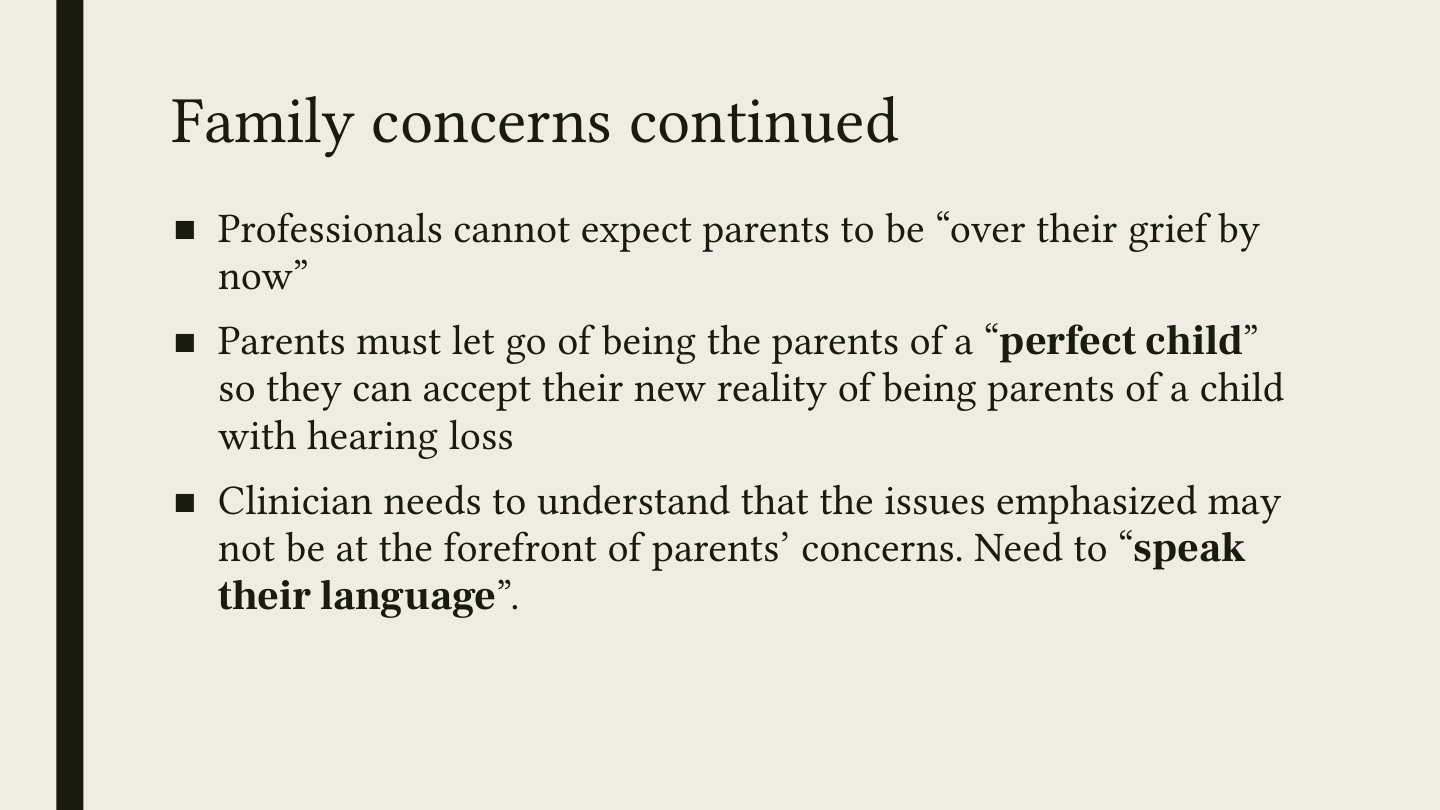 Family concerns continued
■ Professionals cannot expect parents to be “over their grief by
now”
■ Parents must let go of being the parents of a “perfect child”
so they can accept their new reality of being parents of a child
with hearing loss
■ Clinician needs to understand that the issues emphasized may
not be at the forefront of parents’ concerns. Need to “speak
their language”.